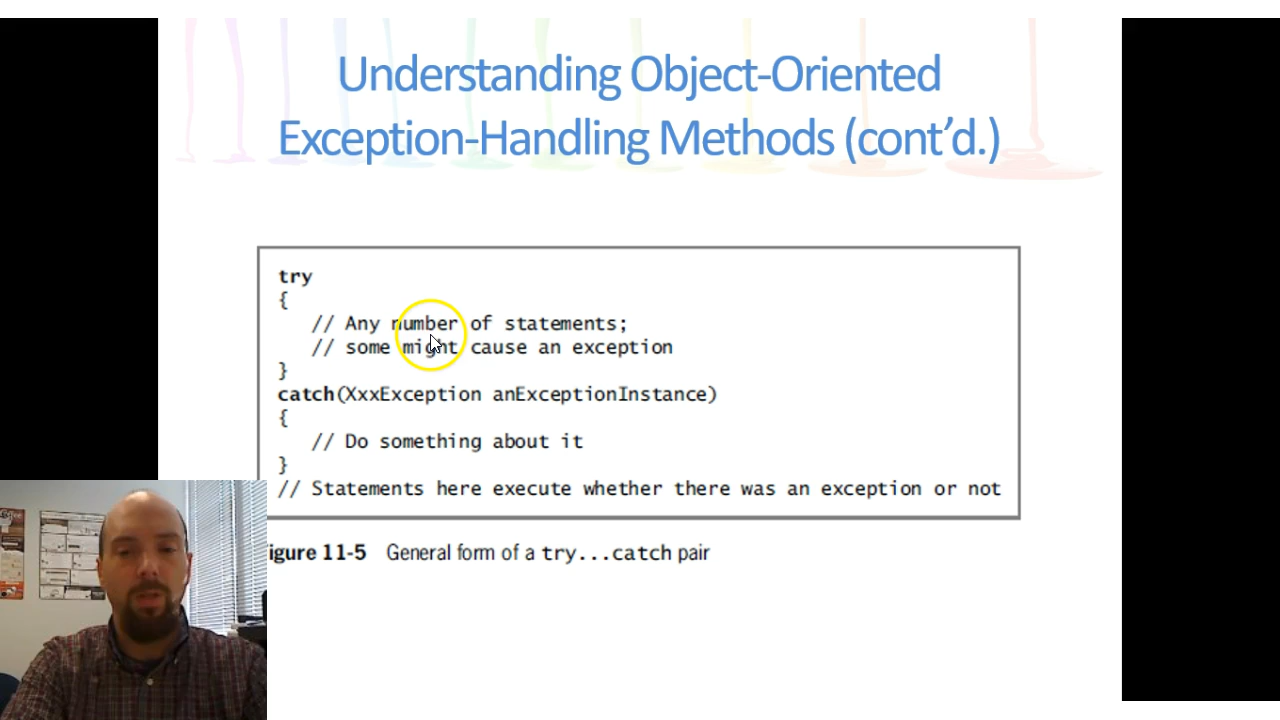 Understanding Object-Oriented
Exception-Handling Methods (cont’d.)
try
{
// Any number of statements;
// some might cause an exception
}
catch(XxxException anExceptionInstance)
{
// Do something about it
}
// Statements here execute whether there was an exception or not
igure 11-5 General form of a try...catch pair